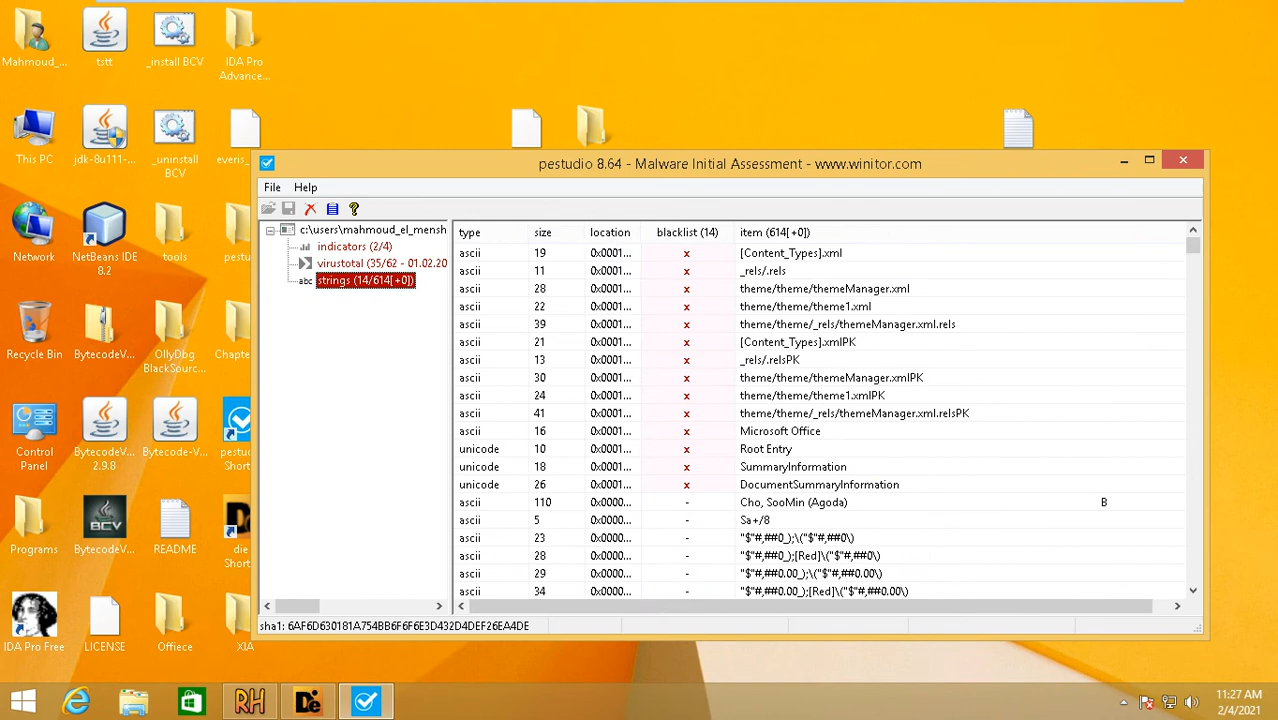 Mahmoud_...
tstt
_install BCV
IDA Pro
Advance...
This PC
jdk-8u111-...
_uninstall
BCV
everis_
Network
NetBeans IDE
8.2
tools
pestu
Recycle Bin
BytecodeV...
OllyDbg
BlackSourc...
Chapte
Control
Panel
BytecodeV...
2.9.8
Bytecode-V...
pestu
Short
Programs
BytecodeV...
README
die
Short
IDA Pro Free
LICENSE
Offiece
XIA
pestudio 8.64 - Malware Initial Assessment - www.winitor.com
File Help
c:\users\mahmoud_el_mensh
indicators (2/4)
virustotal (35/62 - 01.02.20
abc strings (14/614[+0])
type size location blacklist (14) item (614[+0])
ascii 19 0x0001... x [Content_Types].xml
ascii 11 0x0001... x _rels/.rels
ascii 28 0x0001... x theme/theme/themeManager.xml
ascii 22 0x0001... x theme/theme/theme1.xml
ascii 39 0x0001... x theme/theme/_rels/themeManager.xml.rels
ascii 21 0x0001... x [Content_Types].xmlPK
ascii 13 0x0001... x _rels/.relsPK
ascii 30 0x0001... x theme/theme/themeManager.xmlPK
ascii 24 0x0001... x theme/theme/theme1.xmlPK
ascii 41 0x0001... x theme/theme/_rels/themeManager.xml.relsPK
ascii 16 0x0001... x Microsoft Office
unicode 10 0x0001... x Root Entry
unicode 18 0x0001... x SummaryInformation
unicode 26 0x0001... x DocumentSummaryInformation
ascii 110 0x0000... - Cho, SooMin (Agoda) B
ascii 5 0x0000... - Sa+/8
ascii 23 0x0000... - "$"#,##0_);\("$"#,##0\)
ascii 28 0x0000... - "$"#,##0_);[Red]\("$"#,##0\)
ascii 29 0x0000... - "$"#,##0.00_);\("$"#,##0.00\)
ascii 34 0x0000... - "$"#,##0.00_);[Red]\("$"#,##0.00\)
sha1: 6AF6D630181A754BB6F6F6E3D432D4DEF26EA4DE
RH
De
11:27 AM
2/4/2021